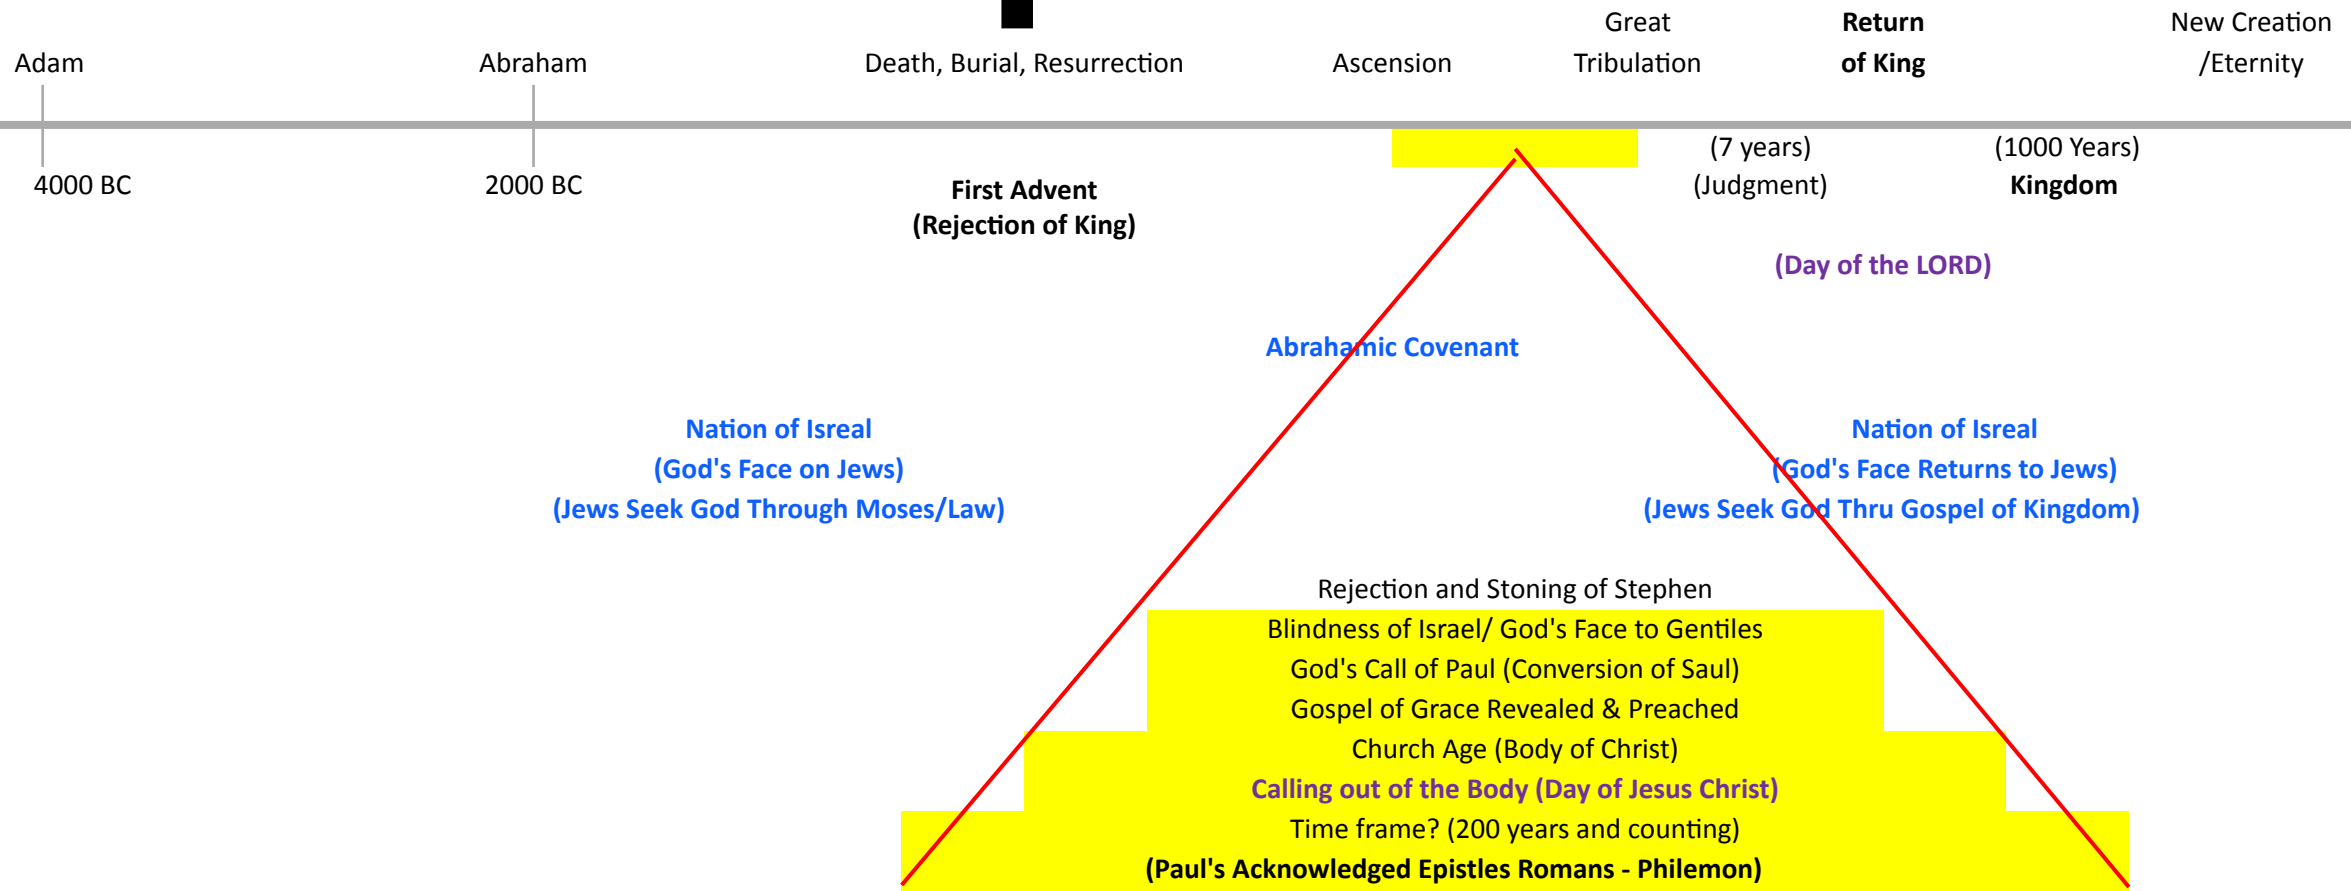 Adam
Abraham
Death, Burial, Resurrection
Ascension
Great
Tribulation
Return
of King
New Creation
/Eternity
4000 BC
2000 BC
First Advent
(Rejection of King)
(7 years)
(Judgment)
(1000 Years)
Kingdom
(Day of the LORD)
Abrahamic Covenant
Nation of Isreal
(God's Face on Jews)
(Jews Seek God Through Moses/Law)
Nation of Isreal
(God's Face Returns to Jews)
(Jews Seek God Thru Gospel of Kingdom)
Rejection and Stoning of Stephen
Blindness of Israel/ God's Face to Gentiles
God's Call of Paul (Conversion of Saul)
Gospel of Grace Revealed & Preached
Church Age (Body of Christ)
Calling out of the Body (Day of Jesus Christ)
Time frame? (200 years and counting)
(Paul's Acknowledged Epistles Romans - Philemon)